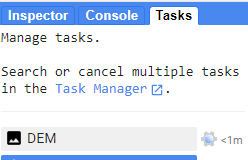 Inspector Console Tasks
Manage tasks.
Search or cancel multiple tasks
in the Task Manager.
DEM <1m